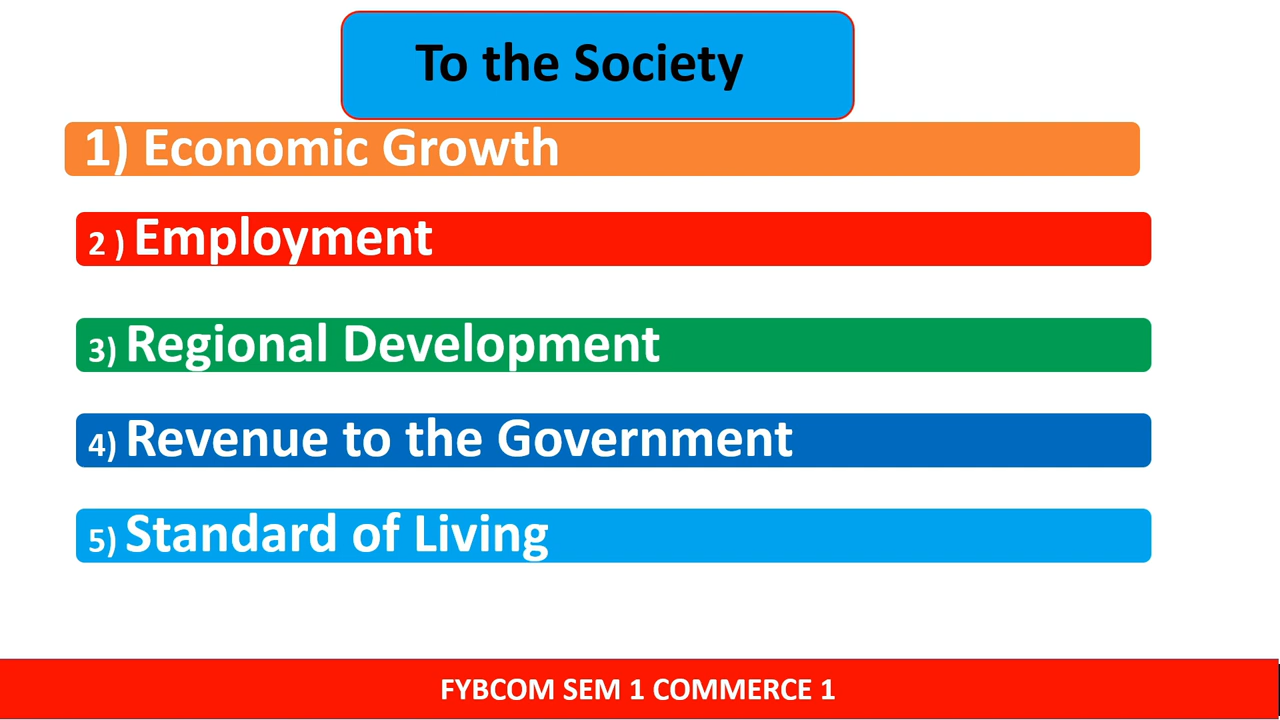 To the Society
1) Economic Growth
2 ) Employment
3) Regional Development
4) Revenue to the Government
5) Standard of Living
FYBCOM SEM 1 COMMERCE 1